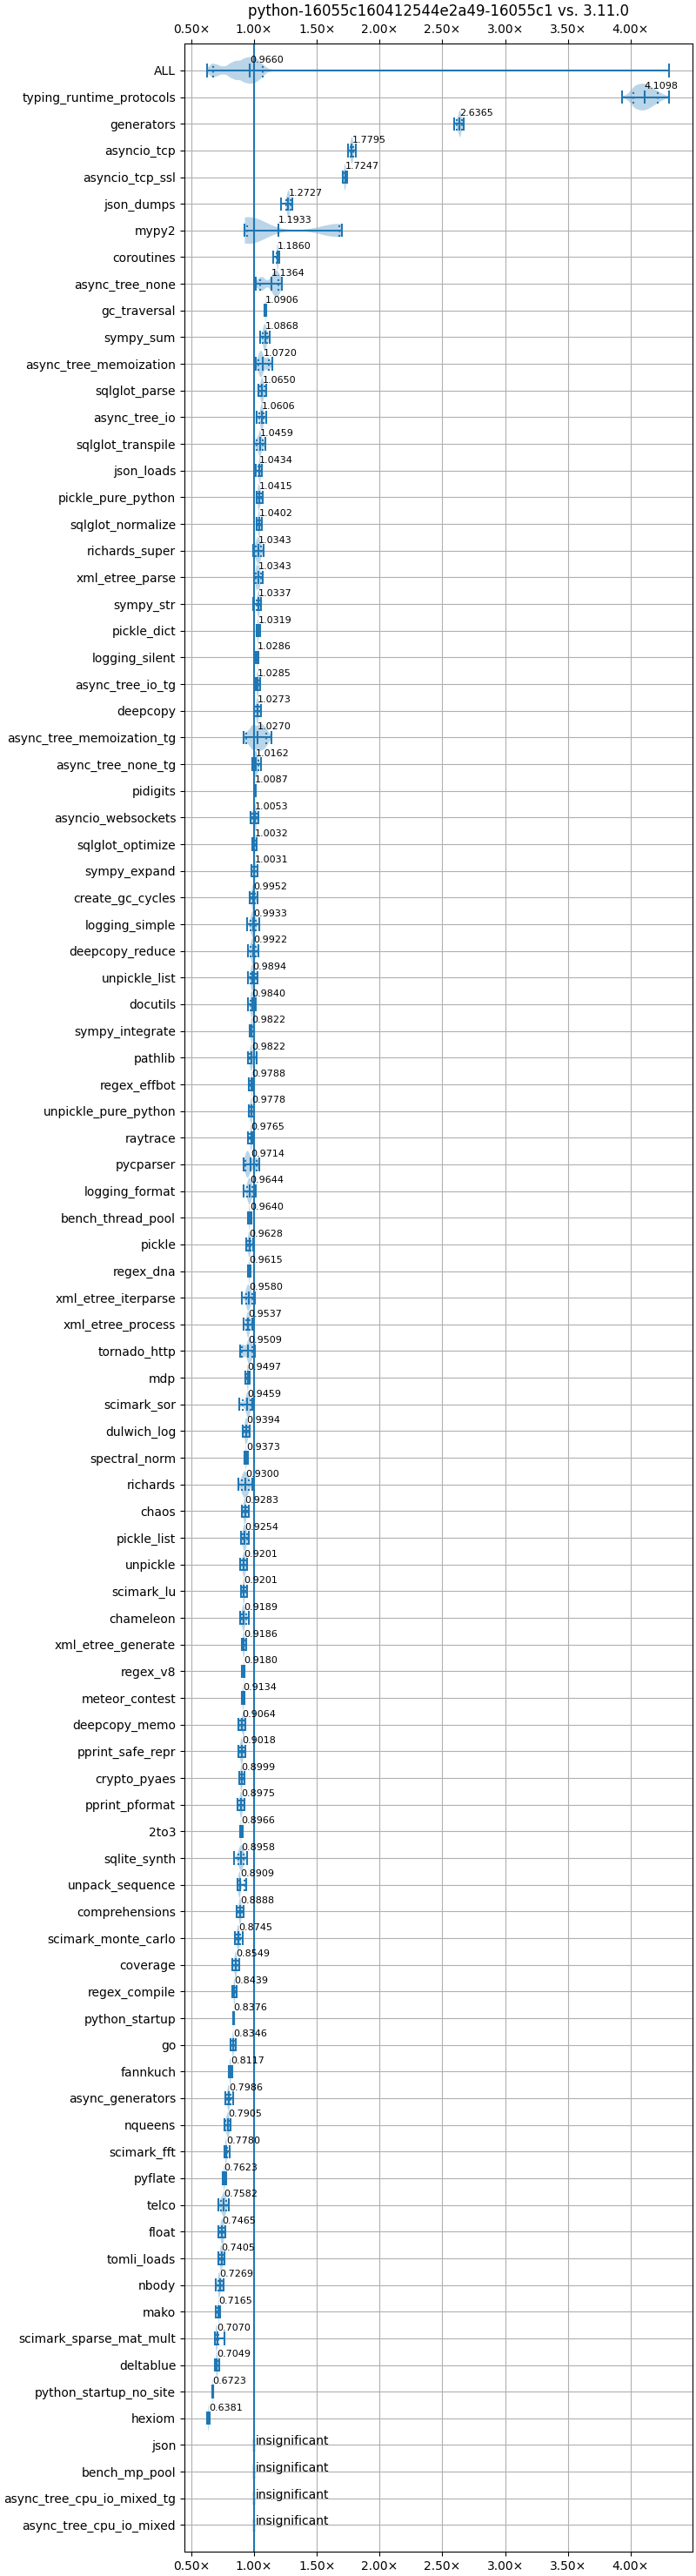 python-16055c160412544e2a49-16055c1 vs. 3.11.0
0.50× 1.00× 1.50× 2.00× 2.50× 3.00× 3.50× 4.00×
ALL 0.9660
typing_runtime_protocols 4.1098
generators 2.6365
asyncio_tcp 1.7795
asyncio_tcp_ssl 1.7247
json_dumps 1.2727
mypy2 1.1933
coroutines 1.1860
async_tree_none 1.1364
gc_traversal 1.0906
sympy_sum 1.0868
async_tree_memoization 1.0720
sqlglot_parse 1.0650
async_tree_io 1.0606
sqlglot_transpile 1.0459
json_loads 1.0434
pickle_pure_python 1.0415
sqlglot_normalize 1.0402
richards_super 1.0343
xml_etree_parse 1.0343
sympy_str 1.0337
pickle_dict 1.0319
logging_silent 1.0286
async_tree_io_tg 1.0285
deepcopy 1.0273
async_tree_memoization_tg 1.0270
async_tree_none_tg 1.0162
pidigits 1.0087
asyncio_websockets 1.0053
sqlglot_optimize 1.0032
sympy_expand 1.0031
create_gc_cycles 0.9952
logging_simple 0.9933
deepcopy_reduce 0.9922
unpickle_list 0.9894
docutils 0.9840
sympy_integrate 0.9822
pathlib 0.9822
regex_effbot 0.9788
unpickle_pure_python 0.9778
raytrace 0.9765
pycparser 0.9714
logging_format 0.9644
bench_thread_pool 0.9640
pickle 0.9628
regex_dna 0.9615
xml_etree_iterparse 0.9580
xml_etree_process 0.9537
tornado_http 0.9509
mdp 0.9497
scimark_sor 0.9459
dulwich_log 0.9394
spectral_norm 0.9373
richards 0.9300
chaos 0.9283
pickle_list 0.9254
unpickle 0.9201
scimark_lu 0.9201
chameleon 0.9189
xml_etree_generate 0.9186
regex_v8 0.9180
meteor_contest 0.9134
deepcopy_memo 0.9064
pprint_safe_repr 0.9018
crypto_pyaes 0.8999
pprint_pformat 0.8975
2to3 0.8966
sqlite_synth 0.8958
unpack_sequence 0.8909
comprehensions 0.8888
scimark_monte_carlo 0.8745
coverage 0.8549
regex_compile 0.8439
python_startup 0.8376
go 0.8346
fannkuch 0.8117
async_generators 0.7986
nqueens 0.7905
scimark_fft 0.7780
pyflate 0.7623
telco 0.7582
float 0.7465
tomli_loads 0.7405
nbody 0.7269
mako 0.7165
scimark_sparse_mat_mult 0.7070
deltablue 0.7049
python_startup_no_site 0.6723
hexiom 0.6381
json insignificant
bench_mp_pool insignificant
async_tree_cpu_io_mixed_tg insignificant
async_tree_cpu_io_mixed insignificant
0.50× 1.00× 1.50× 2.00× 2.50× 3.00× 3.50× 4.00×